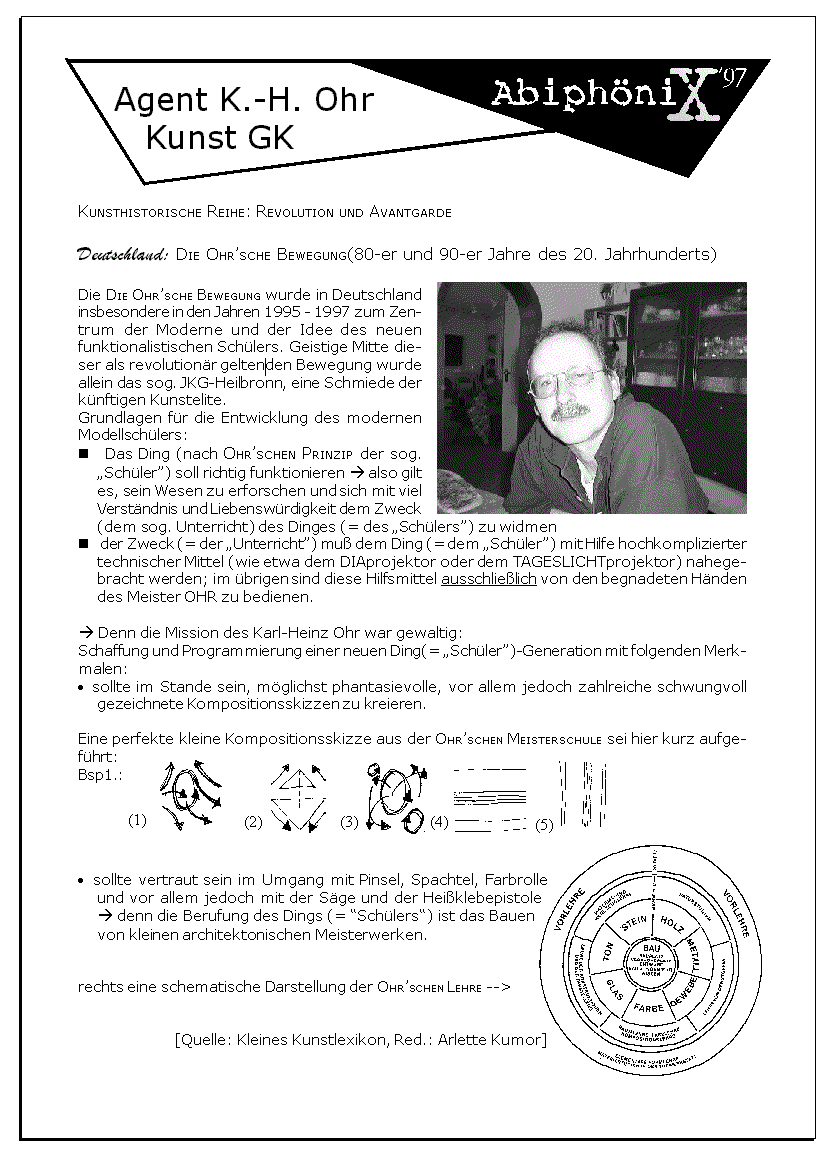 Agent K.-H. Ohr
Kunst GK
AbiphöniX '97
KUNSTHISTORISCHE REIHE: REVOLUTION UND AVANTGARDE
Deutschland: DIE OHR'SCHE BEWEGUNG(80-er und 90-er Jahre des 20. Jahrhunderts)
Die DIE OHR'SCHE BEWEGUNG wurde in Deutschland
insbesondere in den Jahren 1995 - 1997 zum Zen-
trum der Moderne und der Idee des neuen
funktionalistischen Schülers. Geistige Mitte die-
ser als revolutionär geltenden Bewegung wurde
allein das sog. JKG-Heilbronn, eine Schmiede der
künftigen Kunstelite.
Grundlagen für die Entwicklung des modernen
Modellschülers:
■ Das Ding (nach OHR'SCHEN PRINZIP der sog.
„Schüler”) soll richtig funktionieren → also gilt
es, sein Wesen zu erforschen und sich mit viel
Verständnis und Liebenswürdigkeit dem Zweck
(dem sog. Unterricht) des Dinges (= des „Schülers”) zu widmen
■ der Zweck (= der „Unterricht”) muß dem Ding (= dem „Schüler”) mit Hilfe hochkomplizierter
technischer Mittel (wie etwa dem DIAprojektor oder dem TAGESLICHTprojektor) nahege-
bracht werden; im übrigen sind diese Hilfsmittel ausschließlich von den begnadeten Händen
des Meister OHR zu bedienen.
→ Denn die Mission des Karl-Heinz Ohr war gewaltig:
Schaffung und Programmierung einer neuen Ding(= „Schüler”)-Generation mit folgenden Merk-
malen:
• sollte im Stande sein, möglichst phantasievolle, vor allem jedoch zahlreiche schwungvoll
gezeichnete Kompositionsskizzen zu kreieren.
Eine perfekte kleine Kompositionsskizze aus der OHR'SCHEN MEISTERSCHULE sei hier kurz aufge-
führt:
Bsp1.:
(1) (2) (3) (4) (5)
• sollte vertraut sein im Umgang mit Pinsel, Spachtel, Farbrolle
und vor allem jedoch mit der Säge und der Heißklebepistole
→ denn die Berufung des Dings (= “Schülers“) ist das Bauen
von kleinen architektonischen Meisterwerken.
rechts eine schematische Darstellung der OHR'SCHEN LEHRE -->
[Quelle: Kleines Kunstlexikon, Red.: Arlette Kumor]
VORLEHRE
VORLEHRE
STEIN
HOLZ
METALL
GEWEBE
FARBE
GLAS
TON
BAU